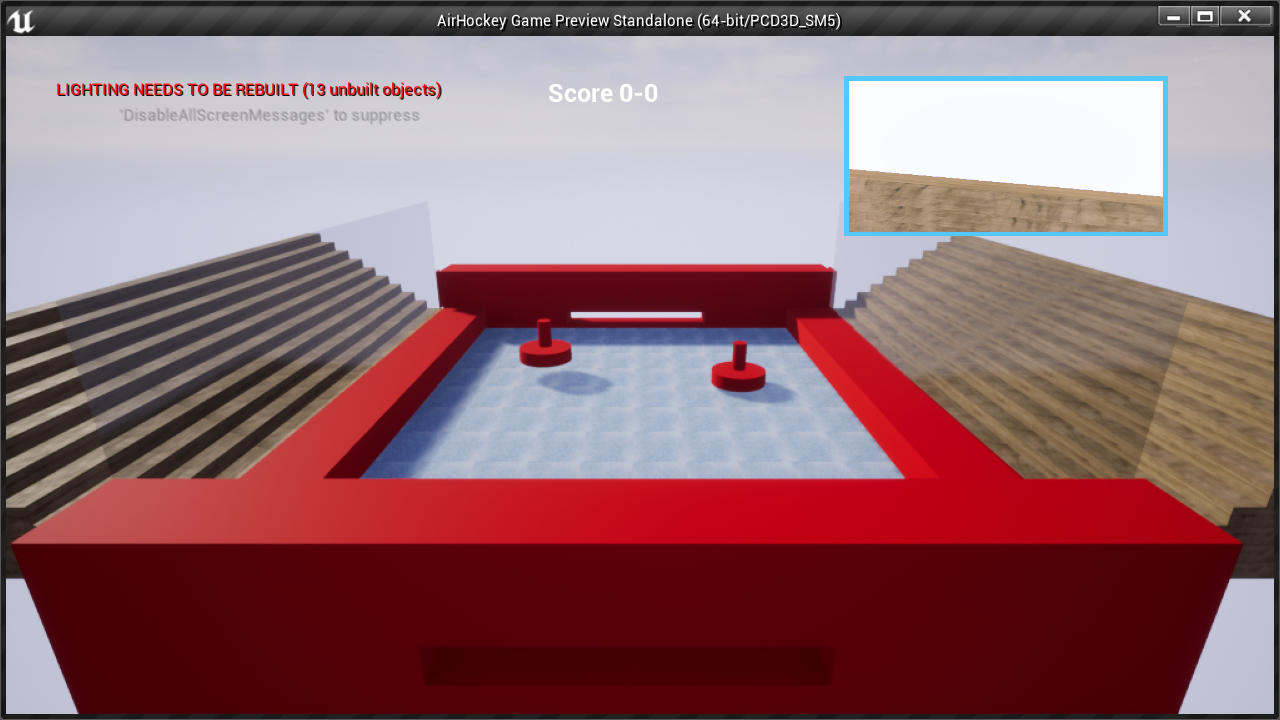 AirHockey Game Preview Standalone (64-bit/PCD3D_SM5)
LIGHTING NEEDS TO BE REBUILT (13 unbuilt objects)
'DisableAllScreenMessages' to suppress
Score 0-0